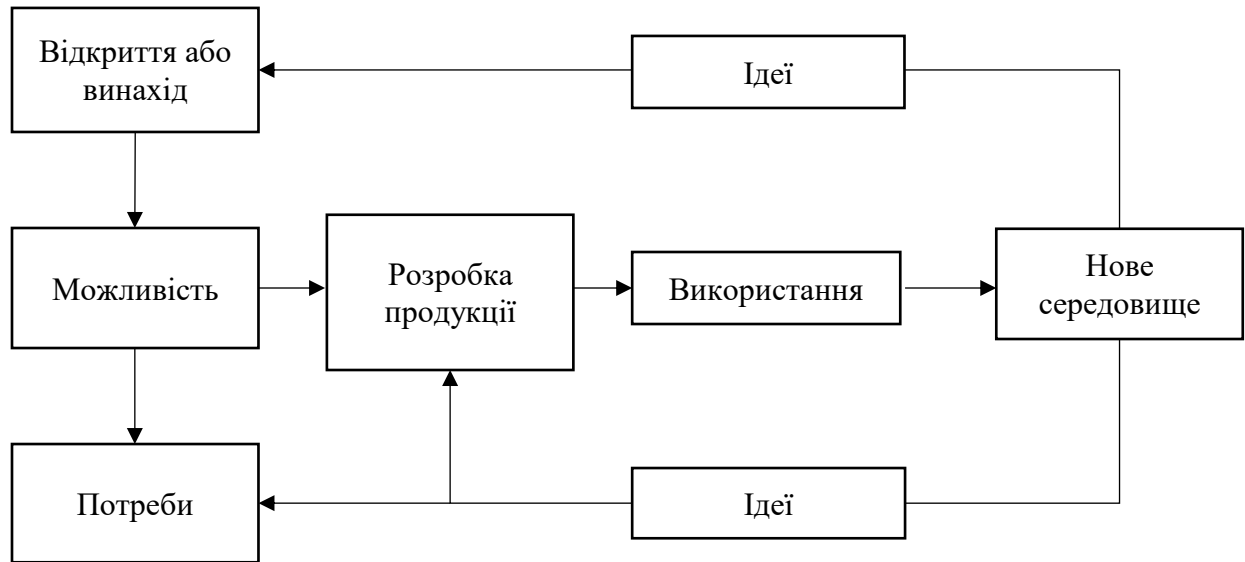 Відкриття або
винахід
Ідеї
Можливість
Розробка
продукції
Використання
Нове
середовище
Потреби
Ідеї